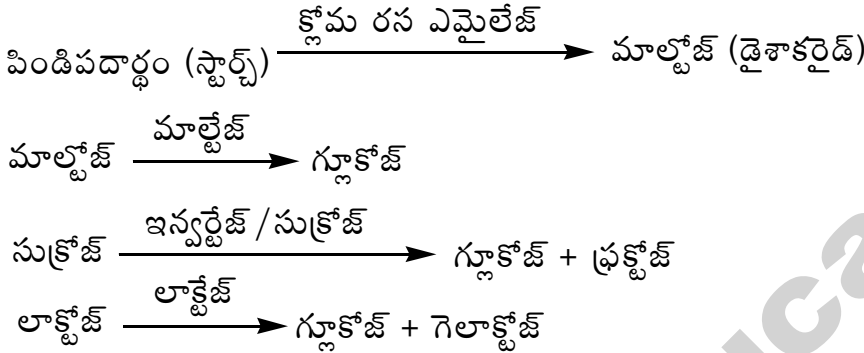 క్లోమ రస ఎమైలేజ్
పిండిపదార్థం (స్టార్చ్) మాల్టోజ్ (డైశాకరైడ్)
మాల్టేజ్
మాల్టోజ్ గ్లూకోజ్
ఇన్వర్టేజ్ / సుక్రోజ్
సుక్రోజ్ గ్లూకోజ్ + ఫ్రక్టోజ్
లాక్టేజ్
లాక్టోజ్ గ్లూకోజ్ + గెలాక్టోజ్